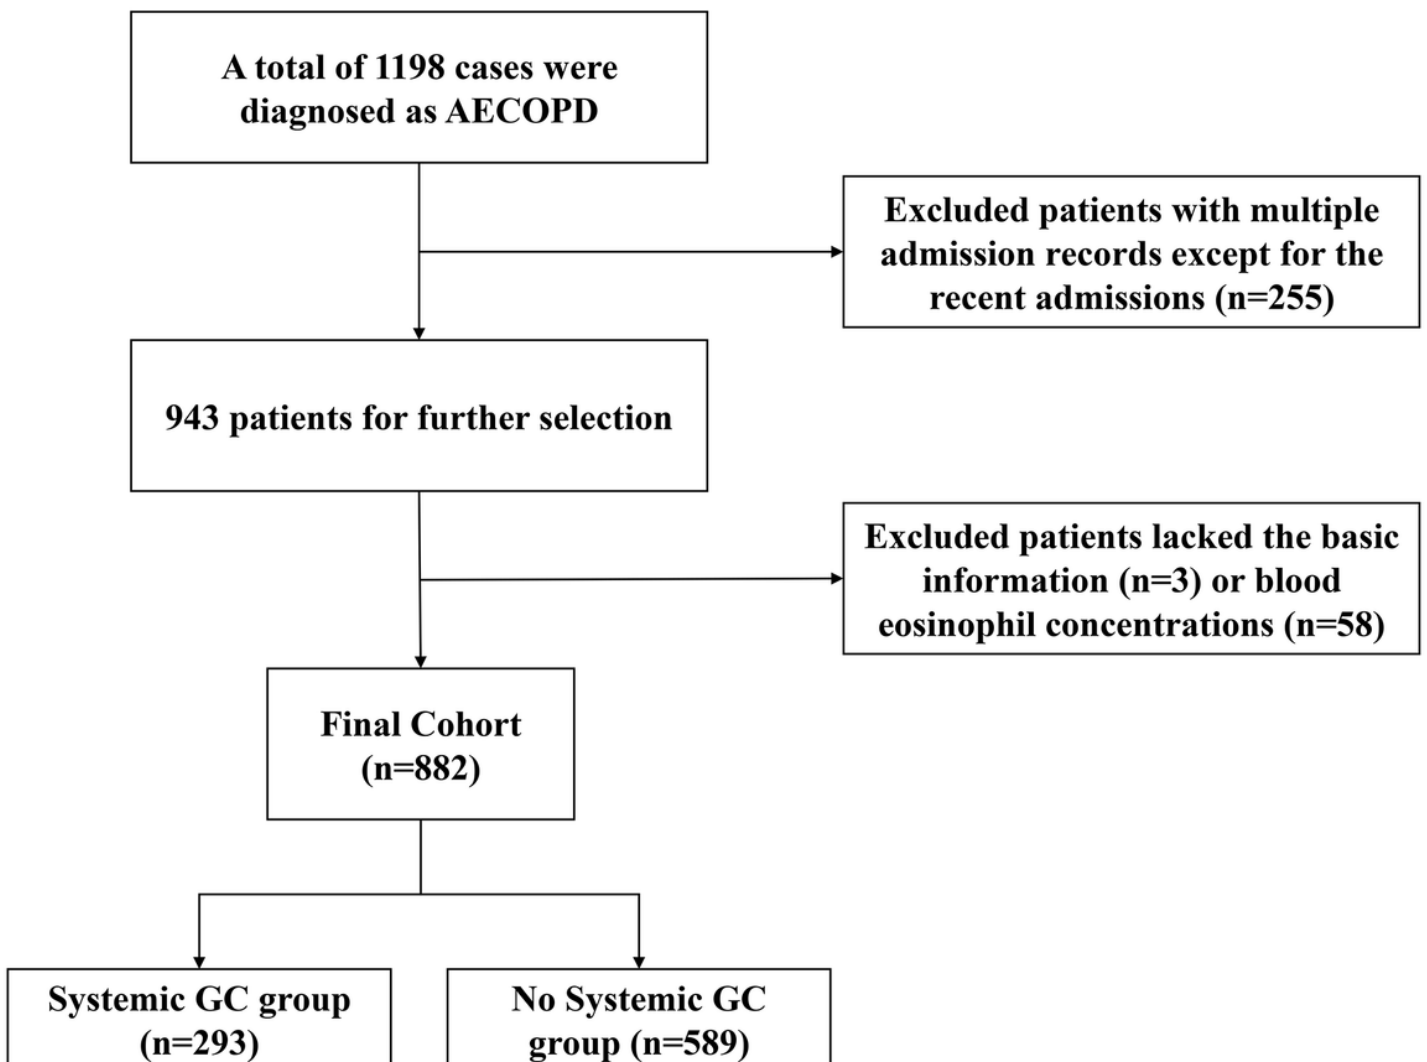 A total of 1198 cases were
diagnosed as AECOPD
Excluded patients with multiple
admission records except for the
recent admissions (n=255)
943 patients for further selection
Excluded patients lacked the basic
information (n=3) or blood
eosinophil concentrations (n=58)
Final Cohort
(n=882)
Systemic GC group
(n=293)
No Systemic GC
group (n=589)